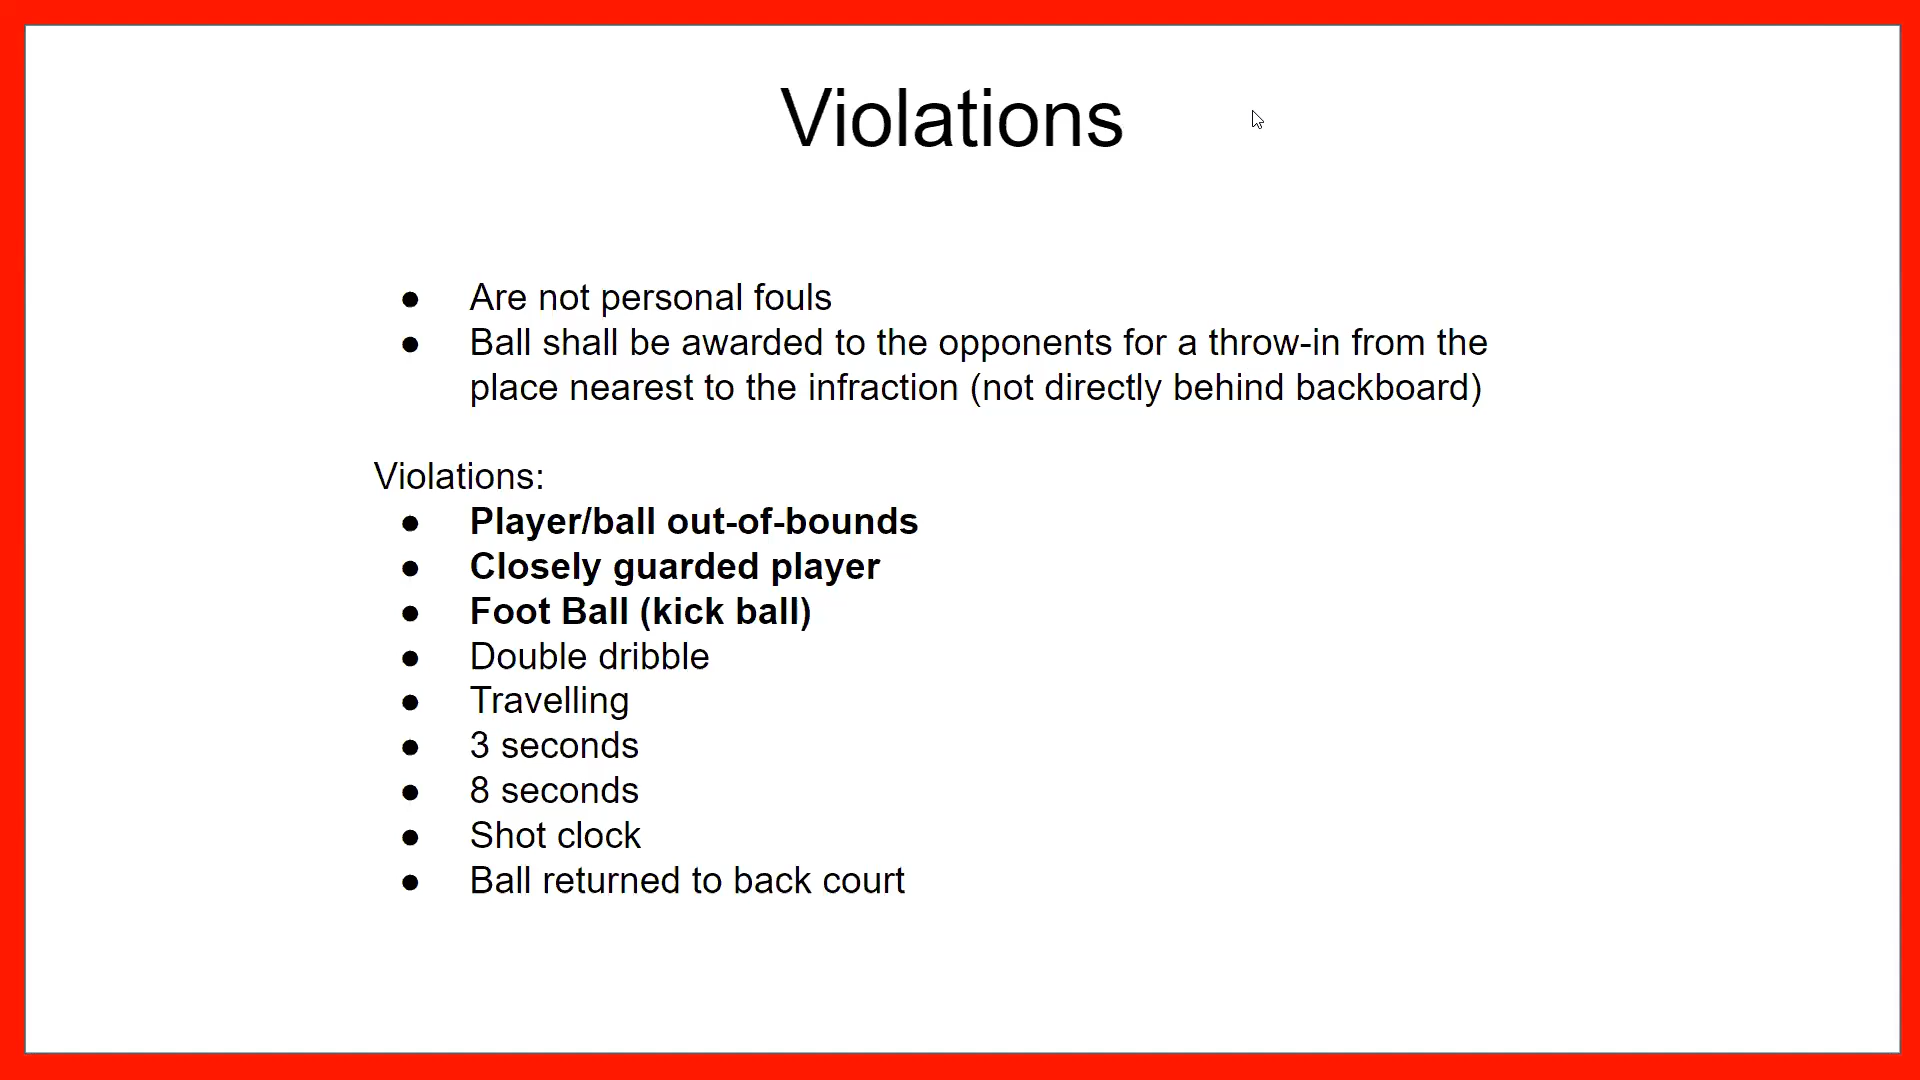 Violations
● Are not personal fouls
● Ball shall be awarded to the opponents for a throw-in from the
place nearest to the infraction (not directly behind backboard)
Violations:
● Player/ball out-of-bounds
● Closely guarded player
● Foot Ball (kick ball)
● Double dribble
● Travelling
● 3 seconds
● 8 seconds
● Shot clock
● Ball returned to back court